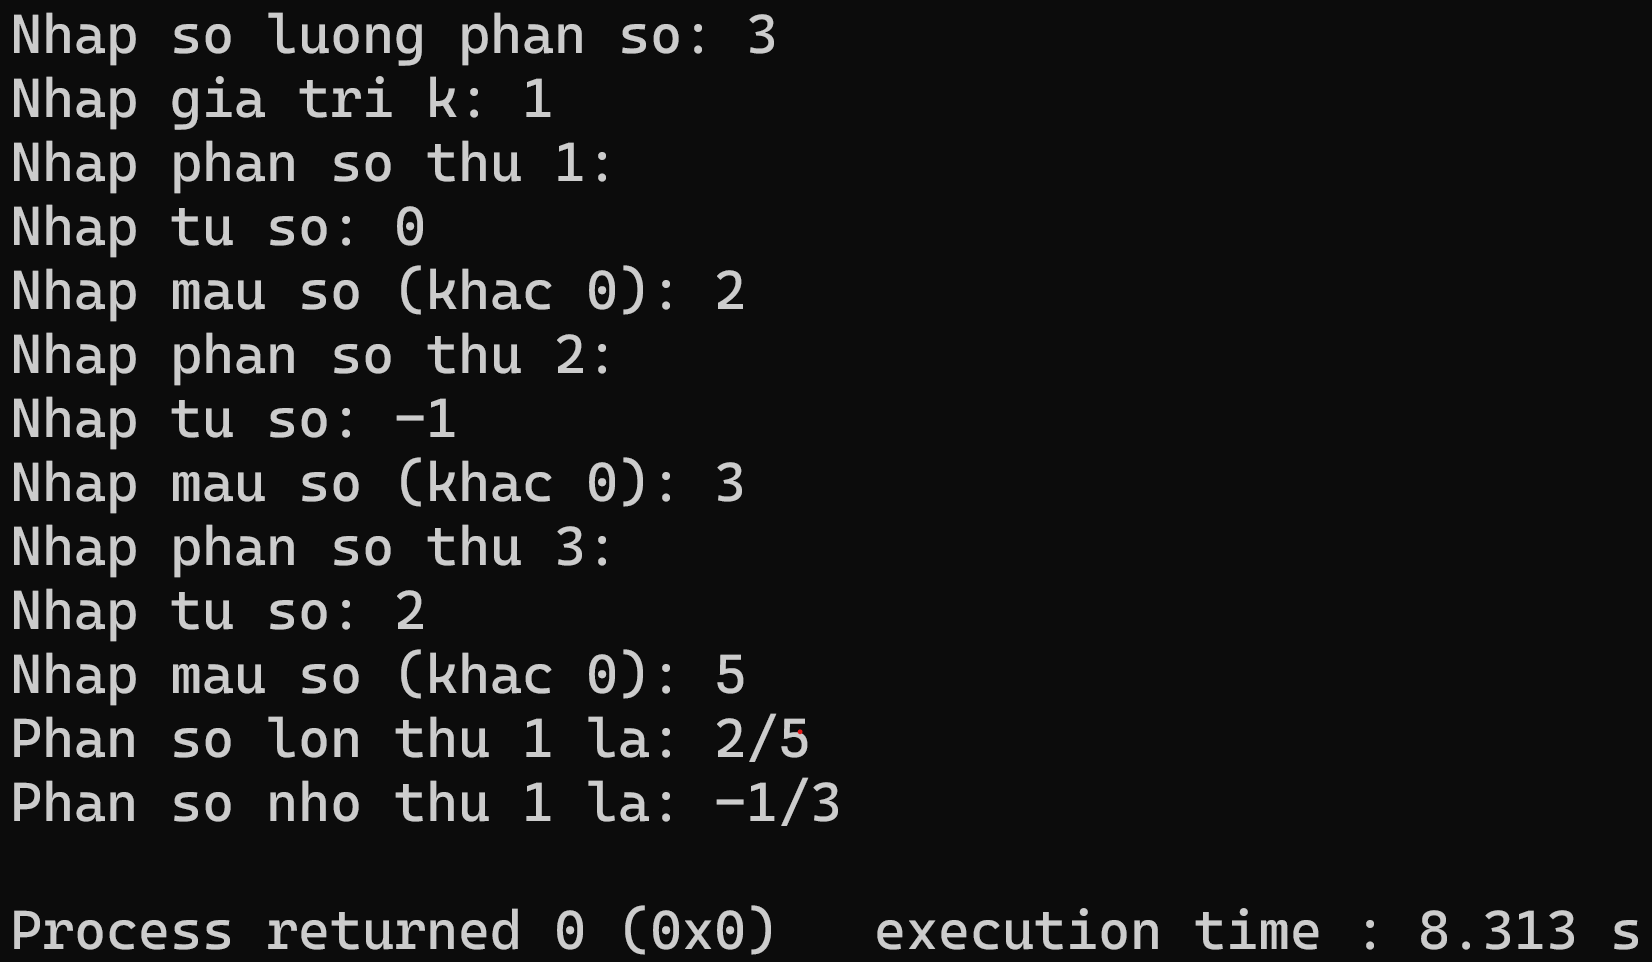 Nhap so luong phan so: 3
Nhap gia tri k: 1
Nhap phan so thu 1:
Nhap tu so: 0
Nhap mau so (khac 0): 2
Nhap phan so thu 2:
Nhap tu so: -1
Nhap mau so (khac 0): 3
Nhap phan so thu 3:
Nhap tu so: 2
Nhap mau so (khac 0): 5
Phan so lon thu 1 la: 2/5
Phan so nho thu 1 la: -1/3
Process returned 0 (0x0)   execution time : 8.313 s